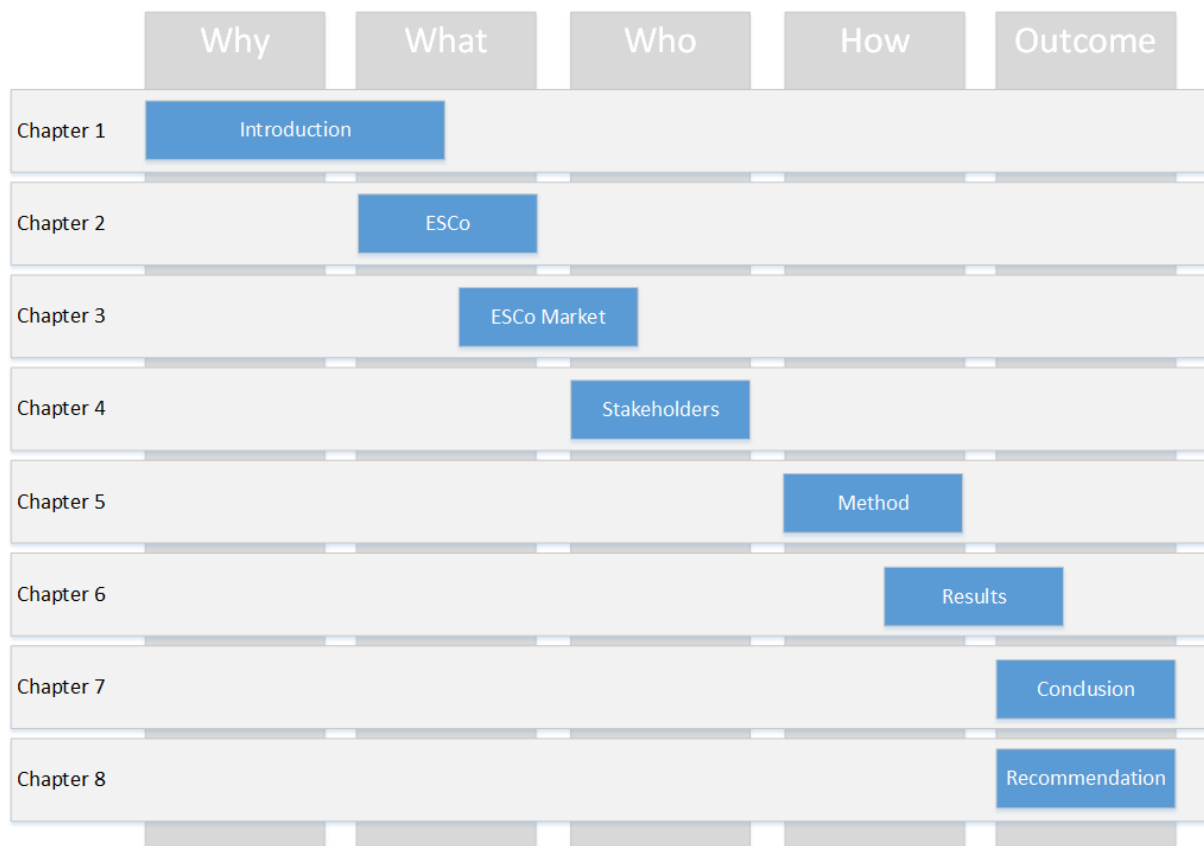 Why What Who How Outcome
Chapter 1 Introduction
Chapter 2 ESCo
Chapter 3 ESCo Market
Chapter 4 Stakeholders
Chapter 5 Method
Chapter 6 Results
Chapter 7 Conclusion
Chapter 8 Recommendation